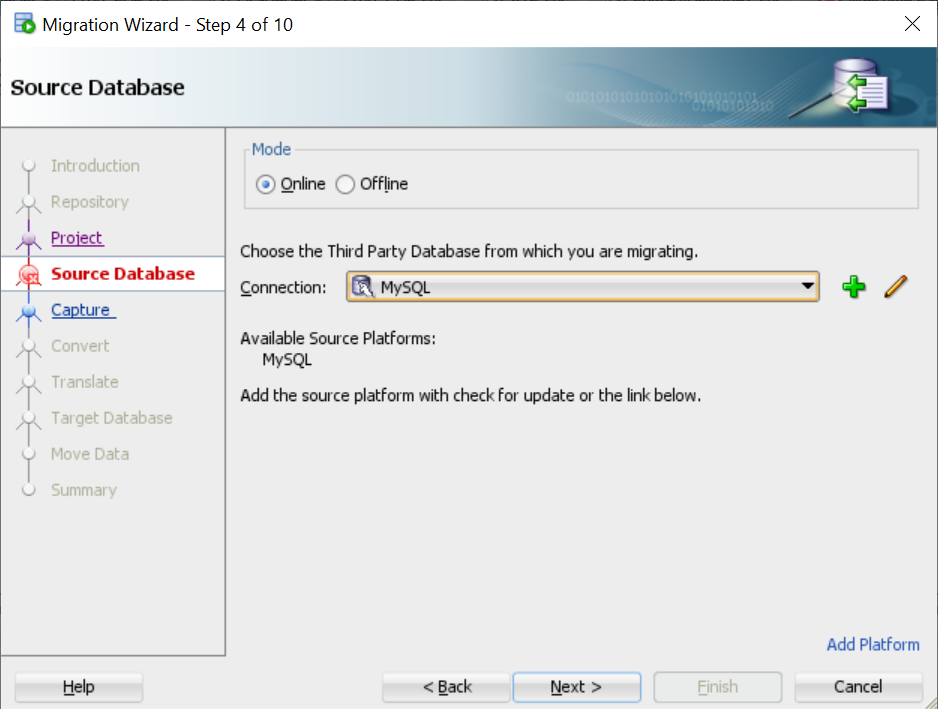 Migration Wizard - Step 4 of 10
Source Database
0101010101010101010101010101
01010101010
Introduction
Repository
Project
Source Database
Capture
Convert
Translate
Target Database
Move Data
Summary
Mode
Online
Offline
Choose the Third Party Database from which you are migrating.
Connection: MySQL
Available Source Platforms:
MySQL
Add the source platform with check for update or the link below.
Add Platform
Help
< Back
Next >
Finish
Cancel